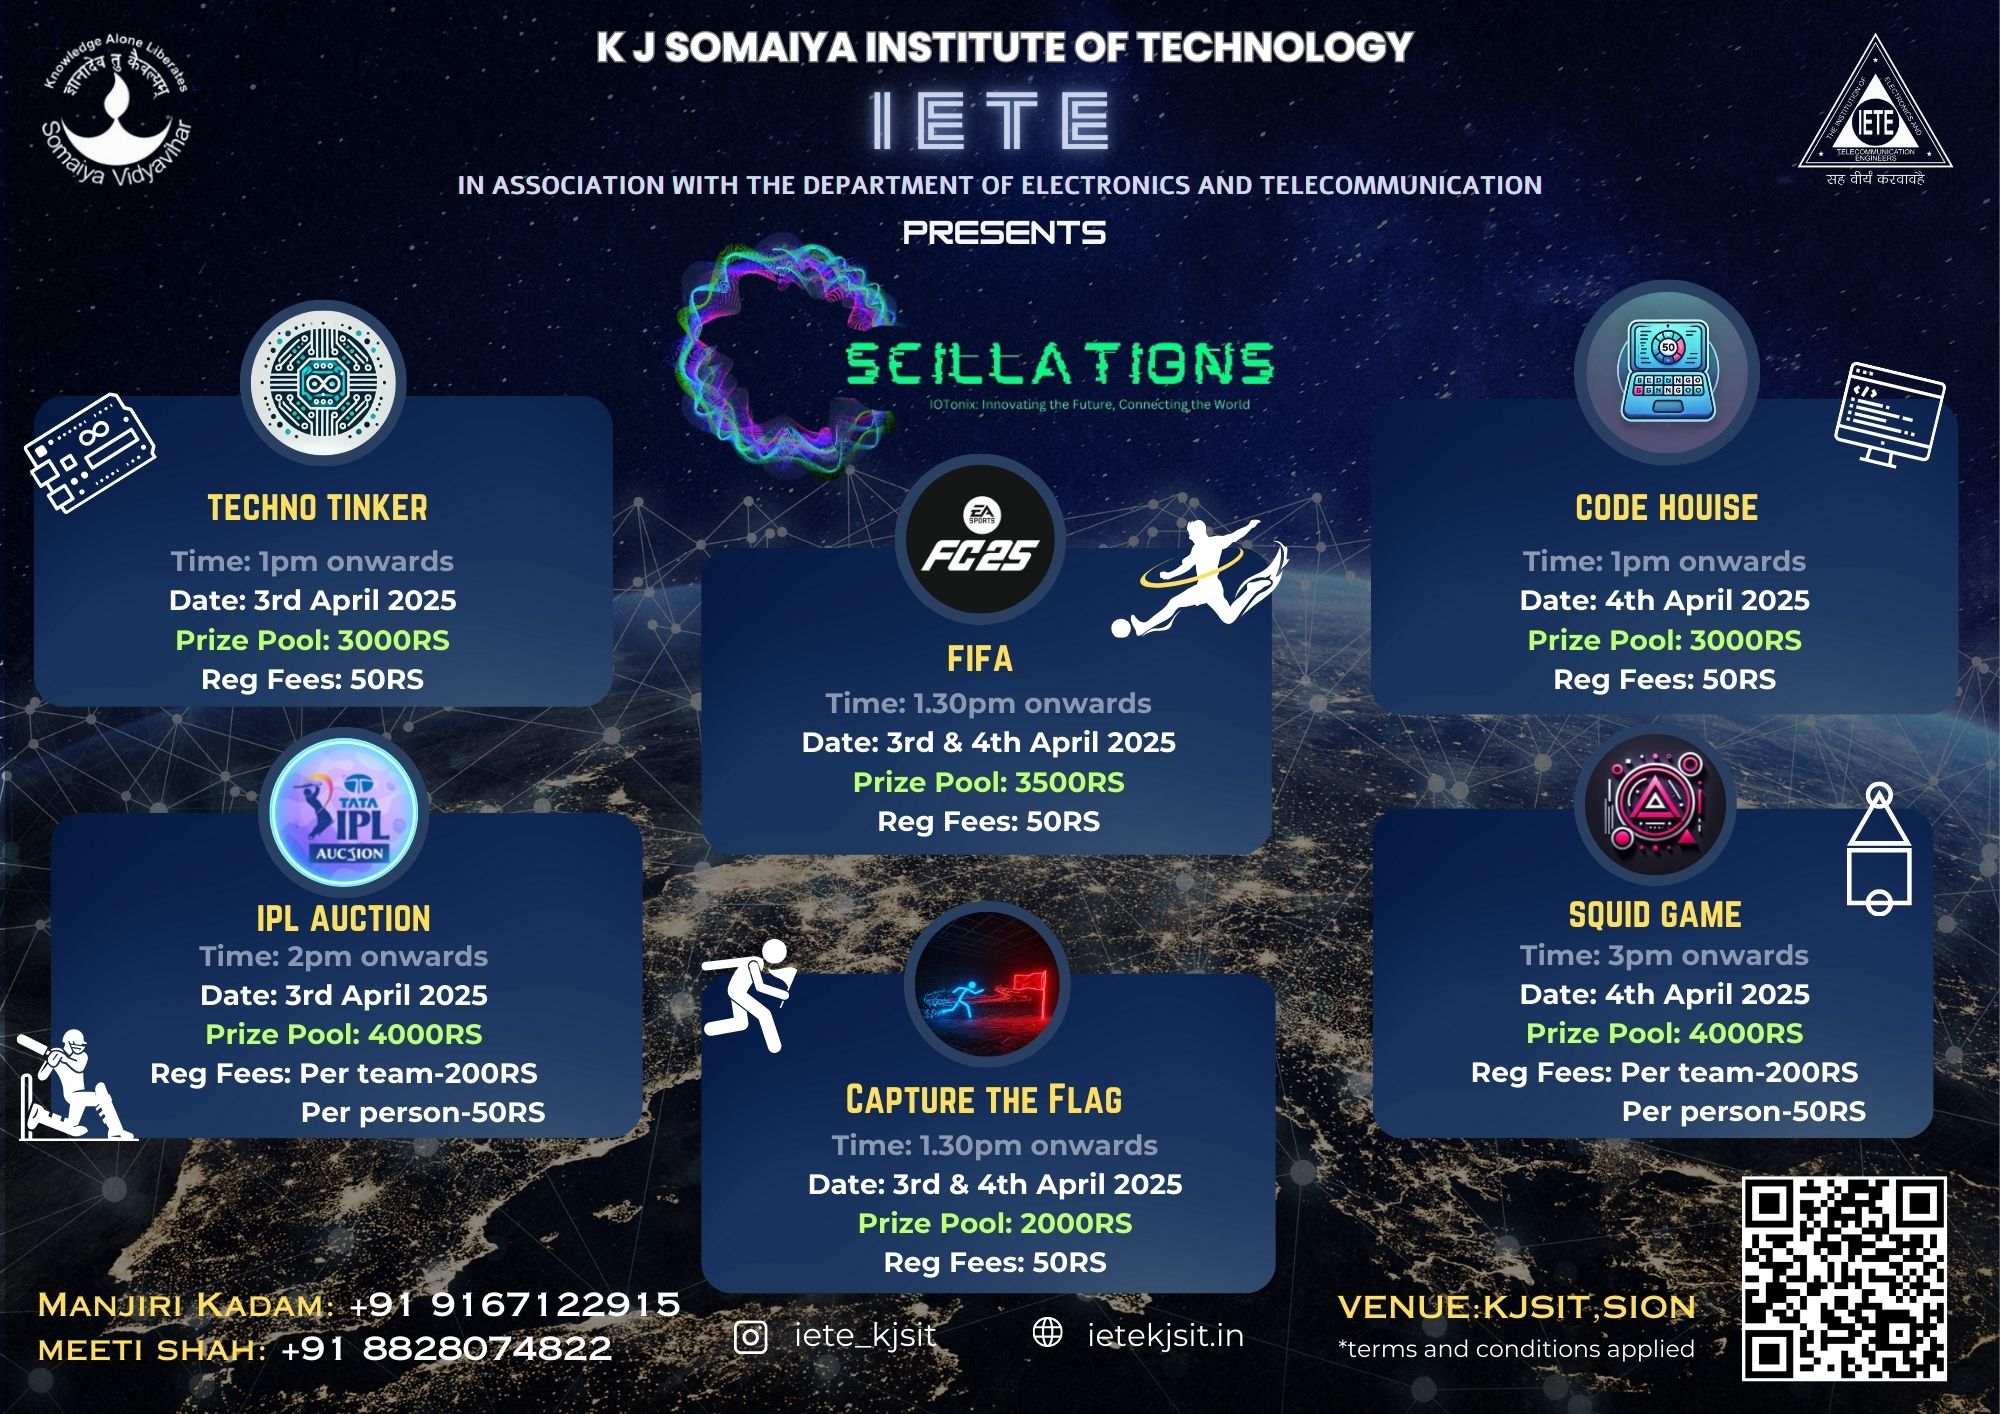 Knowledge Alone Liberates
ज्ञानादेव तु कैवल्यम्
Somaiya Vidyavihar
K J SOMAIYA INSTITUTE OF TECHNOLOGY
IETE
IN ASSOCIATION WITH THE DEPARTMENT OF ELECTRONICS AND TELECOMMUNICATION
PRESENTS
THE INSTITUTION OF
ELECTRONICS AND
IETE
TELECOMMUNICATION
ENGINEERS
सह वीर्यं करवावहै
SCILLATIONS
IOTonix: Innovating the Future, Connecting the World
TECHNO TINKER
Time: 1pm onwards
Date: 3rd April 2025
Prize Pool: 3000RS
Reg Fees: 50RS
EA
SPORTS
FC25
FIFA
Time: 1.30pm onwards
Date: 3rd & 4th April 2025
Prize Pool: 3500RS
Reg Fees: 50RS
50
CODE HOUISE
Time: 1pm onwards
Date: 4th April 2025
Prize Pool: 3000RS
Reg Fees: 50RS
TATA
IPL
AUCSION
IPL AUCTION
Time: 2pm onwards
Date: 3rd April 2025
Prize Pool: 4000RS
Reg Fees: Per team-200RS
Per person-50RS
CAPTURE THE FLAG
Time: 1.30pm onwards
Date: 3rd & 4th April 2025
Prize Pool: 2000RS
Reg Fees: 50RS
SQUID GAME
Time: 3pm onwards
Date: 4th April 2025
Prize Pool: 4000RS
Reg Fees: Per team-200RS
Per person-50RS
MANJIRI KADAM: +91 9167122915
MEETI SHAH: +91 8828074822
iete_kjsit
ietekjsit.in
VENUE:KJSIT,SION
*terms and conditions applied